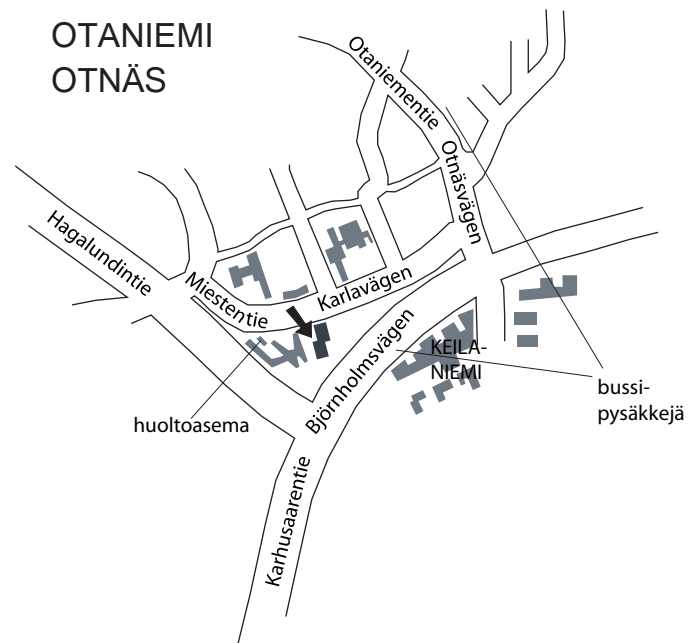 OTANIEMI
OTNÄS
Otaniementie
Otnäsvägen
Hagalundintie
Miestentie
Karlavägen
Björnholmsvägen
KEILA-
NIEMI
bussi-
pysäkkejä
huoltoasema
Karhusaarentie